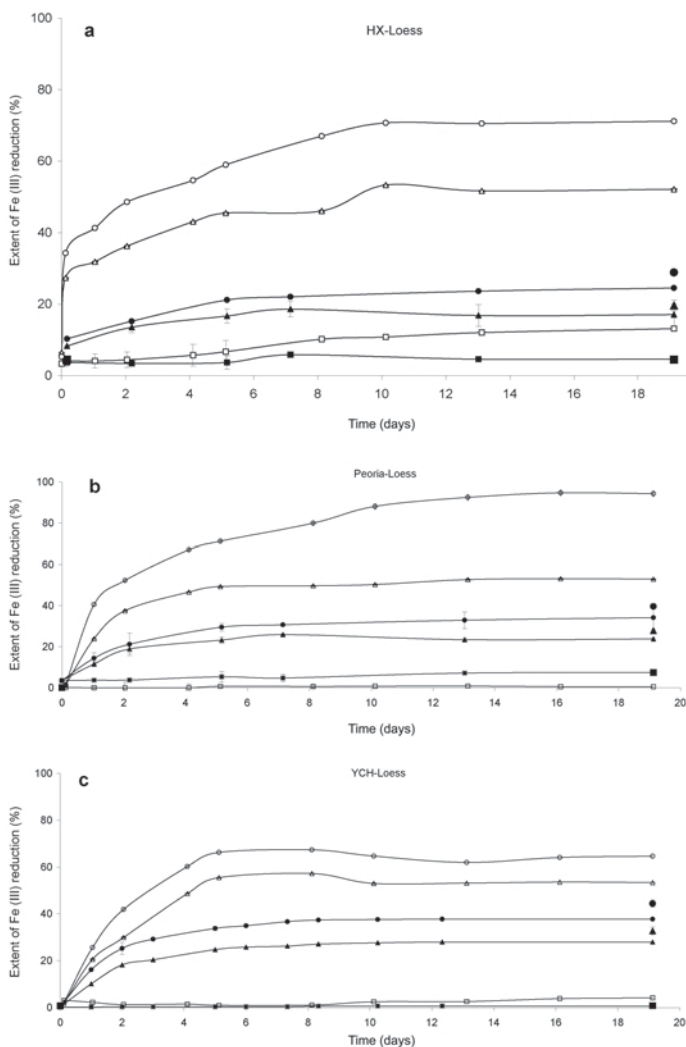 a
HX-Loess
100
80
60
40
20
0
Extent of Fe (III) reduction (%)
0 2 4 6 8 10 12 14 16 18
Time (days)
b
Peoria-Loess
100
80
60
40
20
0
Extent of Fe (III) reduction (%)
0 2 4 6 8 10 12 14 16 18 20
Time (days)
c
YCH-Loess
100
80
60
40
20
0
Extent of Fe (III) reduction (%)
0 2 4 6 8 10 12 14 16 18 20
Time (days)